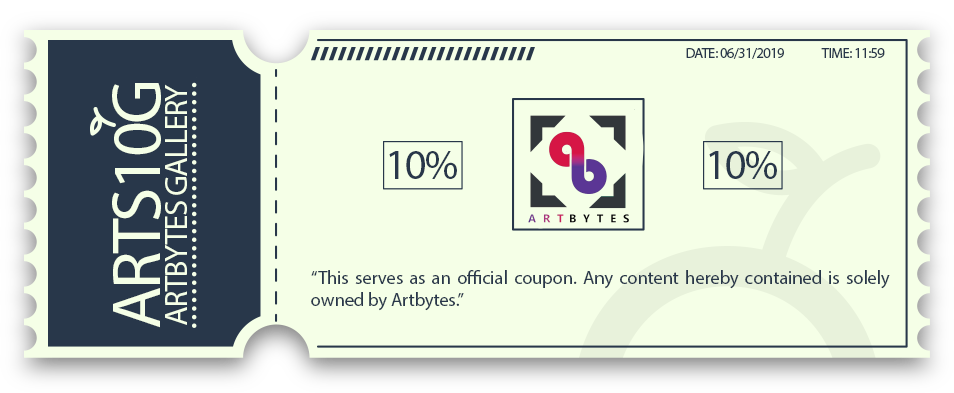 ARTS10G
ARTBYTES GALLERY
DATE: 06/31/2019 TIME: 11:59
10%
ARTBYTES
10%
“This serves as an official coupon. Any content hereby contained is solely
owned by Artbytes.”